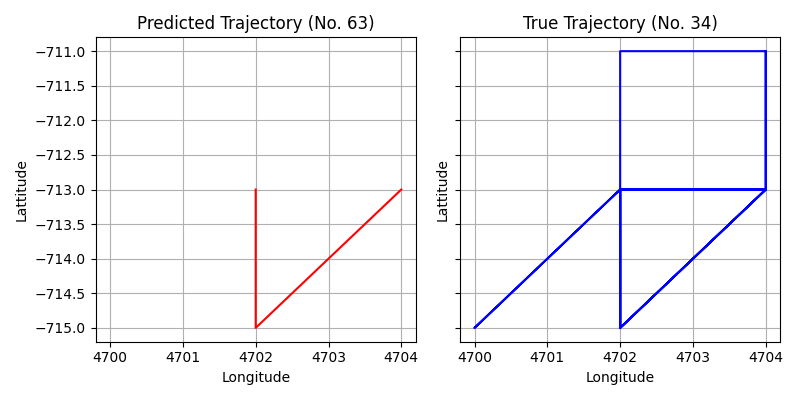 Predicted Trajectory (No. 63)
True Trajectory (No. 34)
Lattitude
−711.0
−711.5
−712.0
−712.5
−713.0
−713.5
−714.0
−714.5
−715.0
4700 4701 4702 4703 4704
Longitude
Lattitude
4700 4701 4702 4703 4704
Longitude